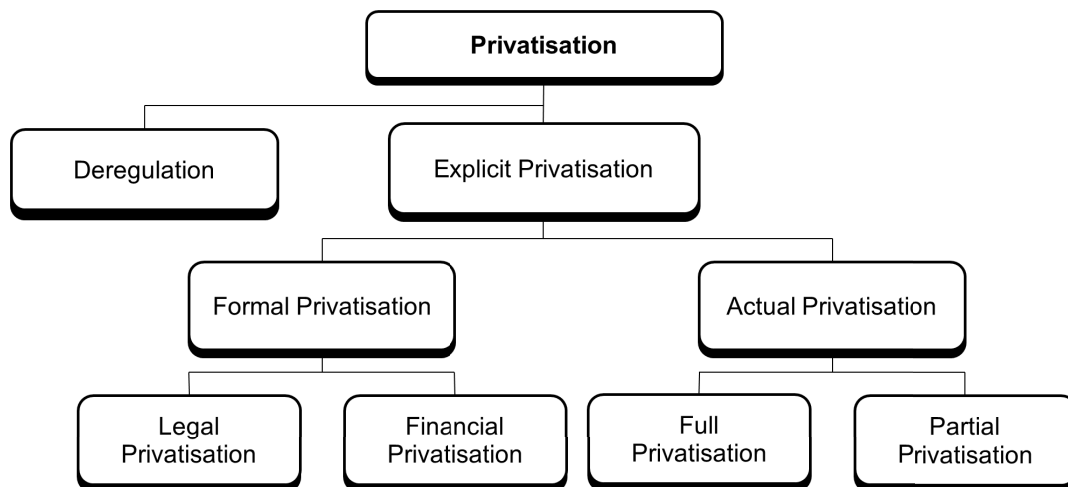 Privatisation
Deregulation
Explicit Privatisation
Formal Privatisation
Actual Privatisation
Legal
Privatisation
Financial
Privatisation
Full
Privatisation
Partial
Privatisation